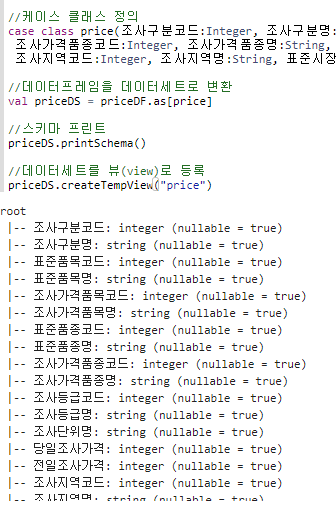 //케이스 클래스 정의
case class price(조사구분코드:Integer, 조사구분명:
조사가격품종코드:Integer, 조사가격품종명:String,
조사지역코드:Integer, 조사지역명:String, 표준시장
//데이터프레임을 데이터세트로 변환
val priceDS = priceDF.as[price]
//스키마 프린트
priceDS.printSchema()
//데이터세트를 뷰(view)로 등록
priceDS.createTempView("price")
root
|-- 조사구분코드: integer (nullable = true)
|-- 조사구분명: string (nullable = true)
|-- 표준품목코드: integer (nullable = true)
|-- 표준품목명: string (nullable = true)
|-- 조사가격품목코드: integer (nullable = true)
|-- 조사가격품목명: string (nullable = true)
|-- 표준품종코드: integer (nullable = true)
|-- 표준품종명: string (nullable = true)
|-- 조사가격품종코드: integer (nullable = true)
|-- 조사가격품종명: string (nullable = true)
|-- 조사등급코드: integer (nullable = true)
|-- 조사등급명: string (nullable = true)
|-- 조사단위명: string (nullable = true)
|-- 당일조사가격: integer (nullable = true)
|-- 전일조사가격: integer (nullable = true)
|-- 조사지역코드: integer (nullable = true)
|-- 조사지역명: string (nullable = true)